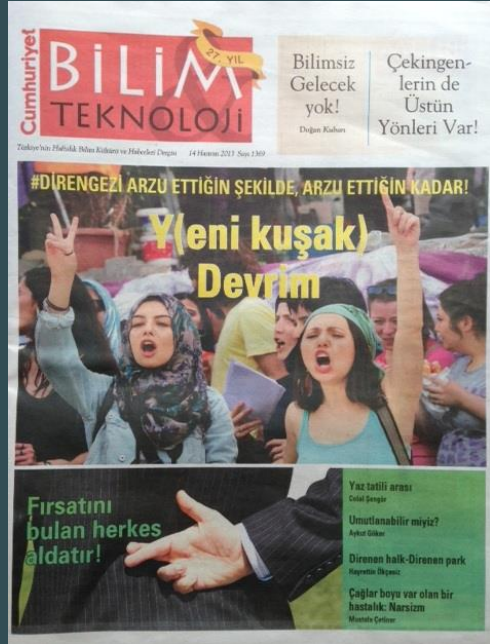 Cumhuriyet
BİLİM
TEKNOLOJİ
27. YIL
Bilimsiz
Gelecek
yok!
Doğan Kuban
Çekingen-
lerin de
Üstün
Yönleri Var!
Türkiye'nin Haftalık Bilim Kültürü ve Haberleri Dergisi 14 Haziran 2013 Sayı 1369
#DİRENGEZİ ARZU ETTİĞİN ŞEKİLDE, ARZU ETTİĞİN KADAR!
Y(eni kuşak)
Devrim
Fırsatını
bulan herkes
aldatır!
Yaz tatili arası
Celal Şengör
Umutlanabilir miyiz?
Aykut Göker
Direnen halk-Direnen park
Hayrettin Ökçesiz
Çağlar boyu var olan bir
hastalık: Narsizm
Mustafa Çetiner